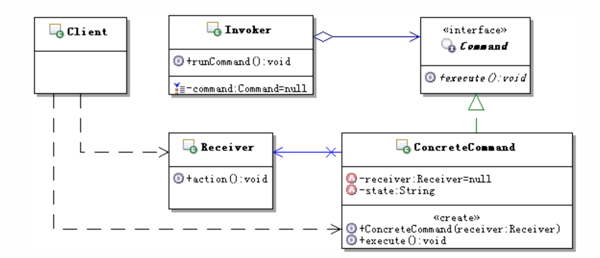 Client
Invoker
+runCommand():void
-command:Command=null
«interface»
Command
+execute():void
Receiver
+action():void
ConcreteCommand
-receiver:Receiver=null
-state:String
«create»
+ConcreteCommand(receiver:Receiver)
+execute():void